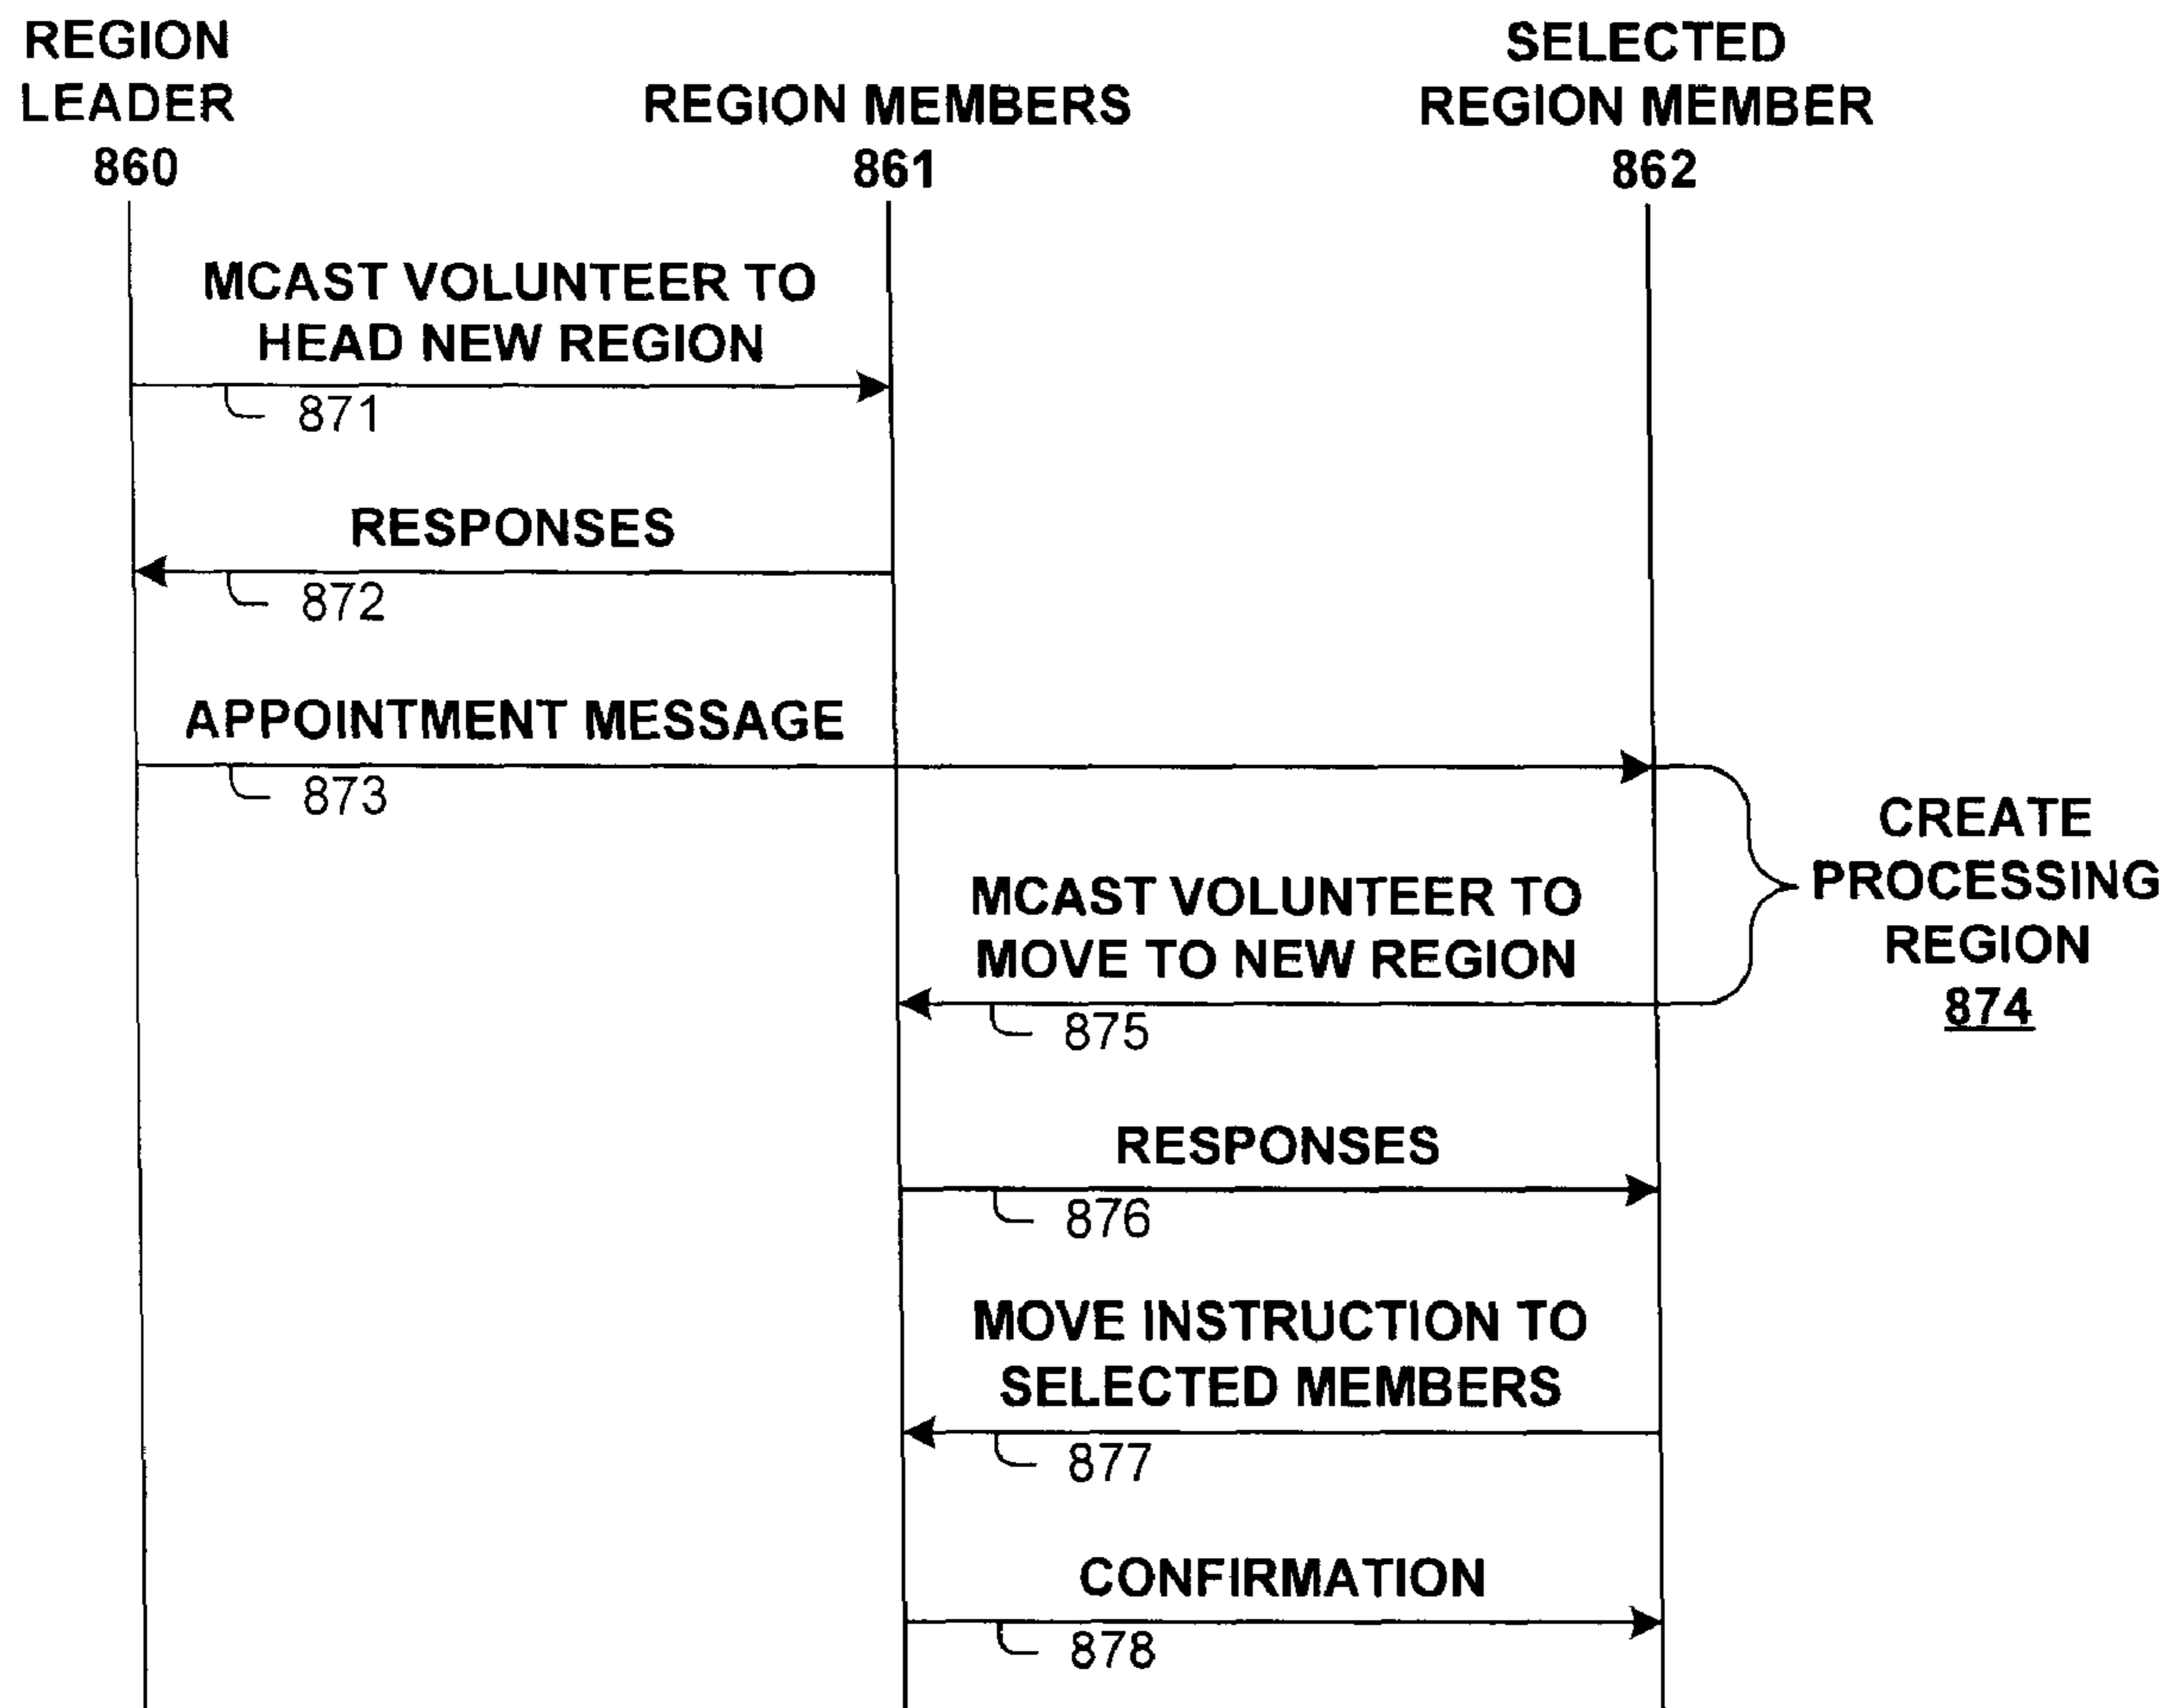 REGION
LEADER
860
REGION MEMBERS
861
SELECTED
REGION MEMBER
862
MCAST VOLUNTEER TO
HEAD NEW REGION
871
RESPONSES
872
APPOINTMENT MESSAGE
873
CREATE
PROCESSING
REGION
874
MCAST VOLUNTEER TO
MOVE TO NEW REGION
875
RESPONSES
876
MOVE INSTRUCTION TO
SELECTED MEMBERS
877
CONFIRMATION
878